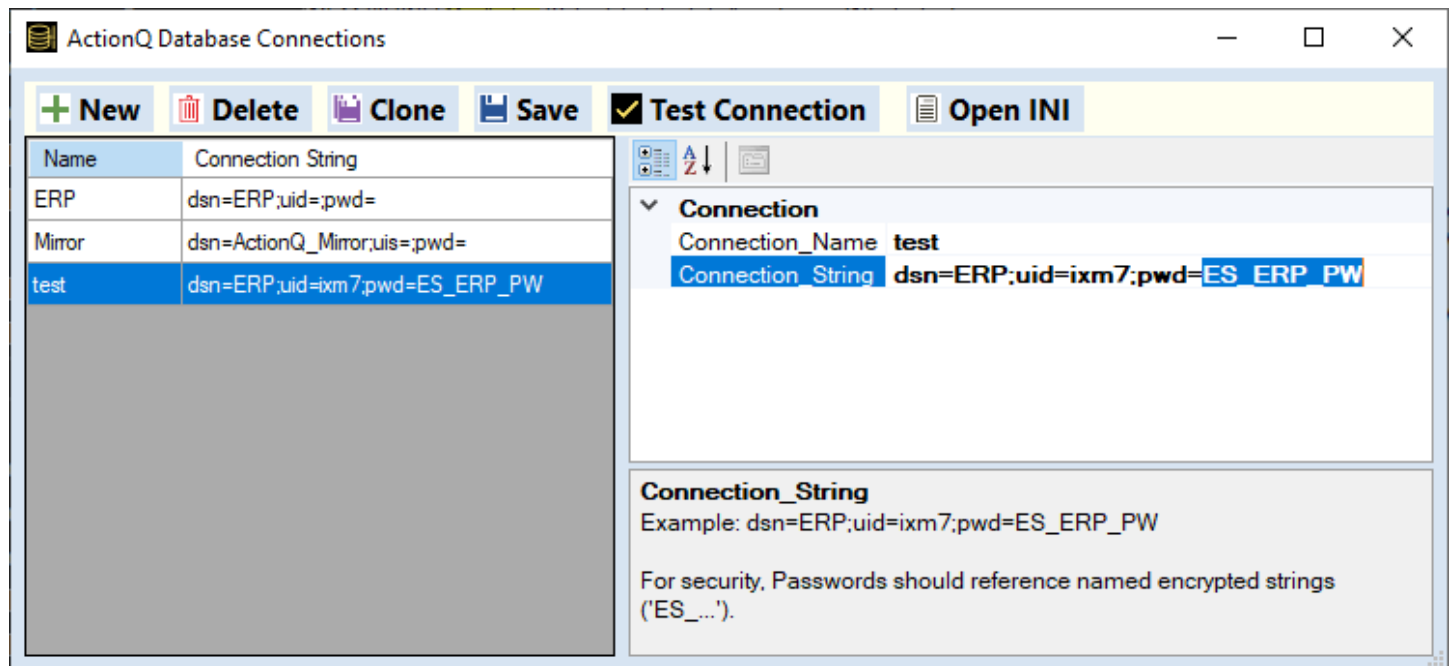 ActionQ Database Connections
New Delete Clone Save Test Connection Open INI
Name Connection String
ERP dsn=ERP;uid=;pwd=
Mirror dsn=ActionQ_Mirror;uis=;pwd=
test dsn=ERP;uid=ixm7;pwd=ES_ERP_PW
Connection
Connection_Name test
Connection_String dsn=ERP;uid=ixm7;pwd=ES_ERP_PW
Connection_String
Example: dsn=ERP;uid=ixm7;pwd=ES_ERP_PW
For security, Passwords should reference named encrypted strings
('ES_...').